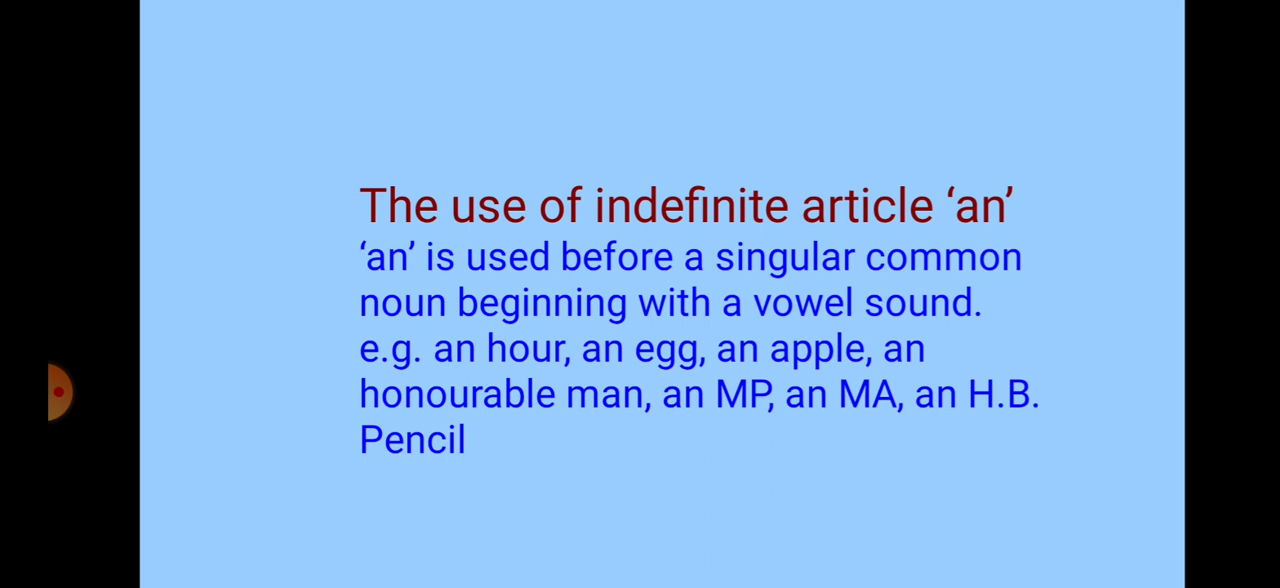 The use of indefinite article ‘an’
‘an’ is used before a singular common
noun beginning with a vowel sound.
e.g. an hour, an egg, an apple, an
honourable man, an MP, an MA, an H.B.
Pencil